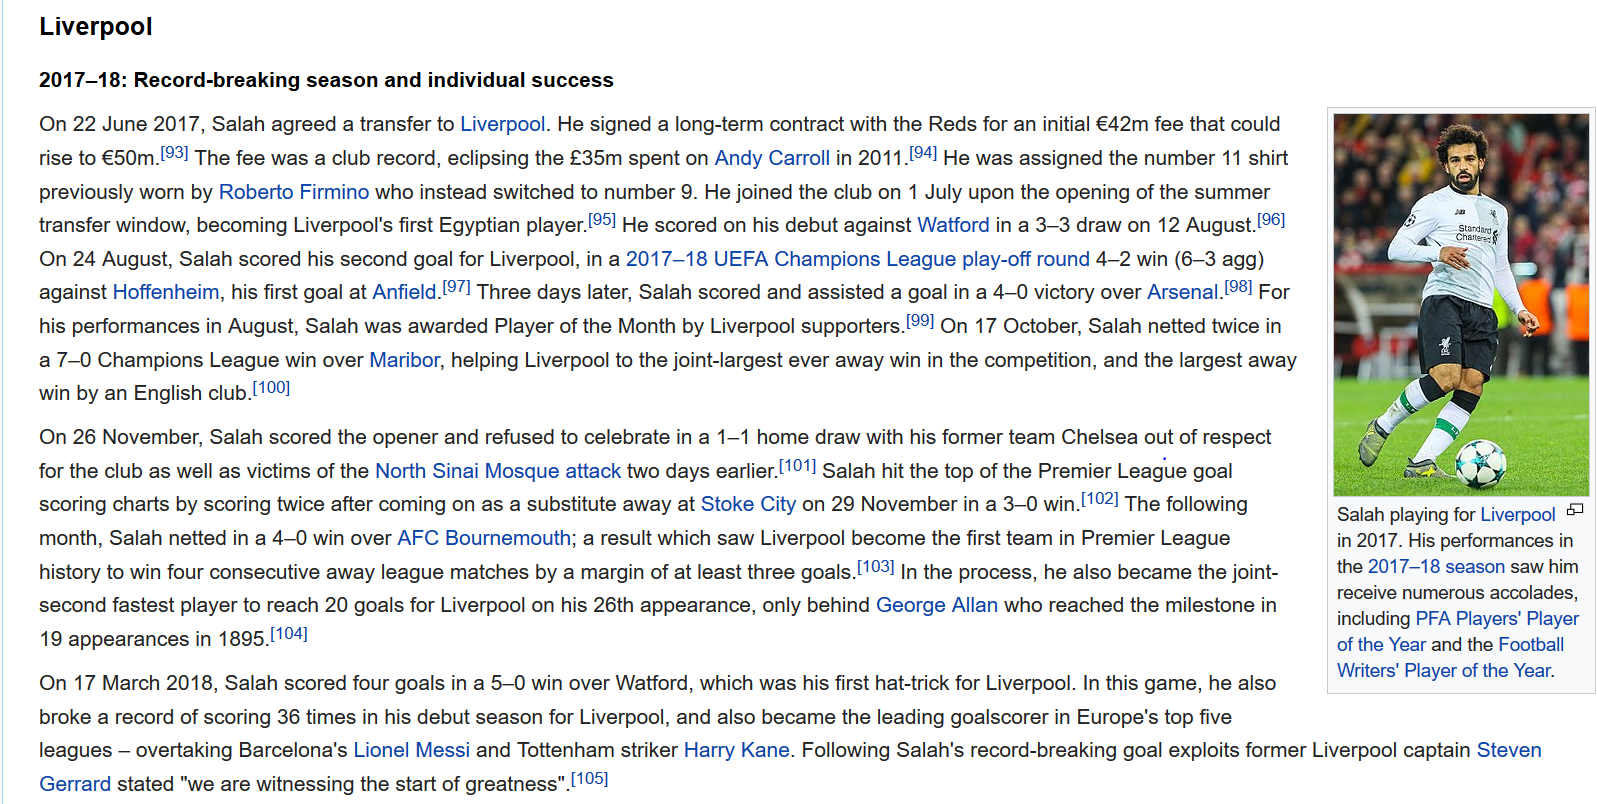 Liverpool
2017–18: Record-breaking season and individual success
On 22 June 2017, Salah agreed a transfer to Liverpool. He signed a long-term contract with the Reds for an initial €42m fee that could
rise to €50m.[93] The fee was a club record, eclipsing the £35m spent on Andy Carroll in 2011.[94] He was assigned the number 11 shirt
previously worn by Roberto Firmino who instead switched to number 9. He joined the club on 1 July upon the opening of the summer
transfer window, becoming Liverpool's first Egyptian player.[95] He scored on his debut against Watford in a 3–3 draw on 12 August.[96]
On 24 August, Salah scored his second goal for Liverpool, in a 2017–18 UEFA Champions League play-off round 4–2 win (6–3 agg)
against Hoffenheim, his first goal at Anfield.[97] Three days later, Salah scored and assisted a goal in a 4–0 victory over Arsenal.[98] For
his performances in August, Salah was awarded Player of the Month by Liverpool supporters.[99] On 17 October, Salah netted twice in
a 7–0 Champions League win over Maribor, helping Liverpool to the joint-largest ever away win in the competition, and the largest away
win by an English club.[100]
On 26 November, Salah scored the opener and refused to celebrate in a 1–1 home draw with his former team Chelsea out of respect
for the club as well as victims of the North Sinai Mosque attack two days earlier.[101] Salah hit the top of the Premier League goal
scoring charts by scoring twice after coming on as a substitute away at Stoke City on 29 November in a 3–0 win.[102] The following
month, Salah netted in a 4–0 win over AFC Bournemouth; a result which saw Liverpool become the first team in Premier League
history to win four consecutive away league matches by a margin of at least three goals.[103] In the process, he also became the joint-
second fastest player to reach 20 goals for Liverpool on his 26th appearance, only behind George Allan who reached the milestone in
19 appearances in 1895.[104]
On 17 March 2018, Salah scored four goals in a 5–0 win over Watford, which was his first hat-trick for Liverpool. In this game, he also
broke a record of scoring 36 times in his debut season for Liverpool, and also became the leading goalscorer in Europe's top five
leagues – overtaking Barcelona's Lionel Messi and Tottenham striker Harry Kane. Following Salah's record-breaking goal exploits former Liverpool captain Steven
Gerrard stated "we are witnessing the start of greatness".[105]
Standard
Chartered
Salah playing for Liverpool
in 2017. His performances in
the 2017–18 season saw him
receive numerous accolades,
including PFA Players' Player
of the Year and the Football
Writers' Player of the Year.